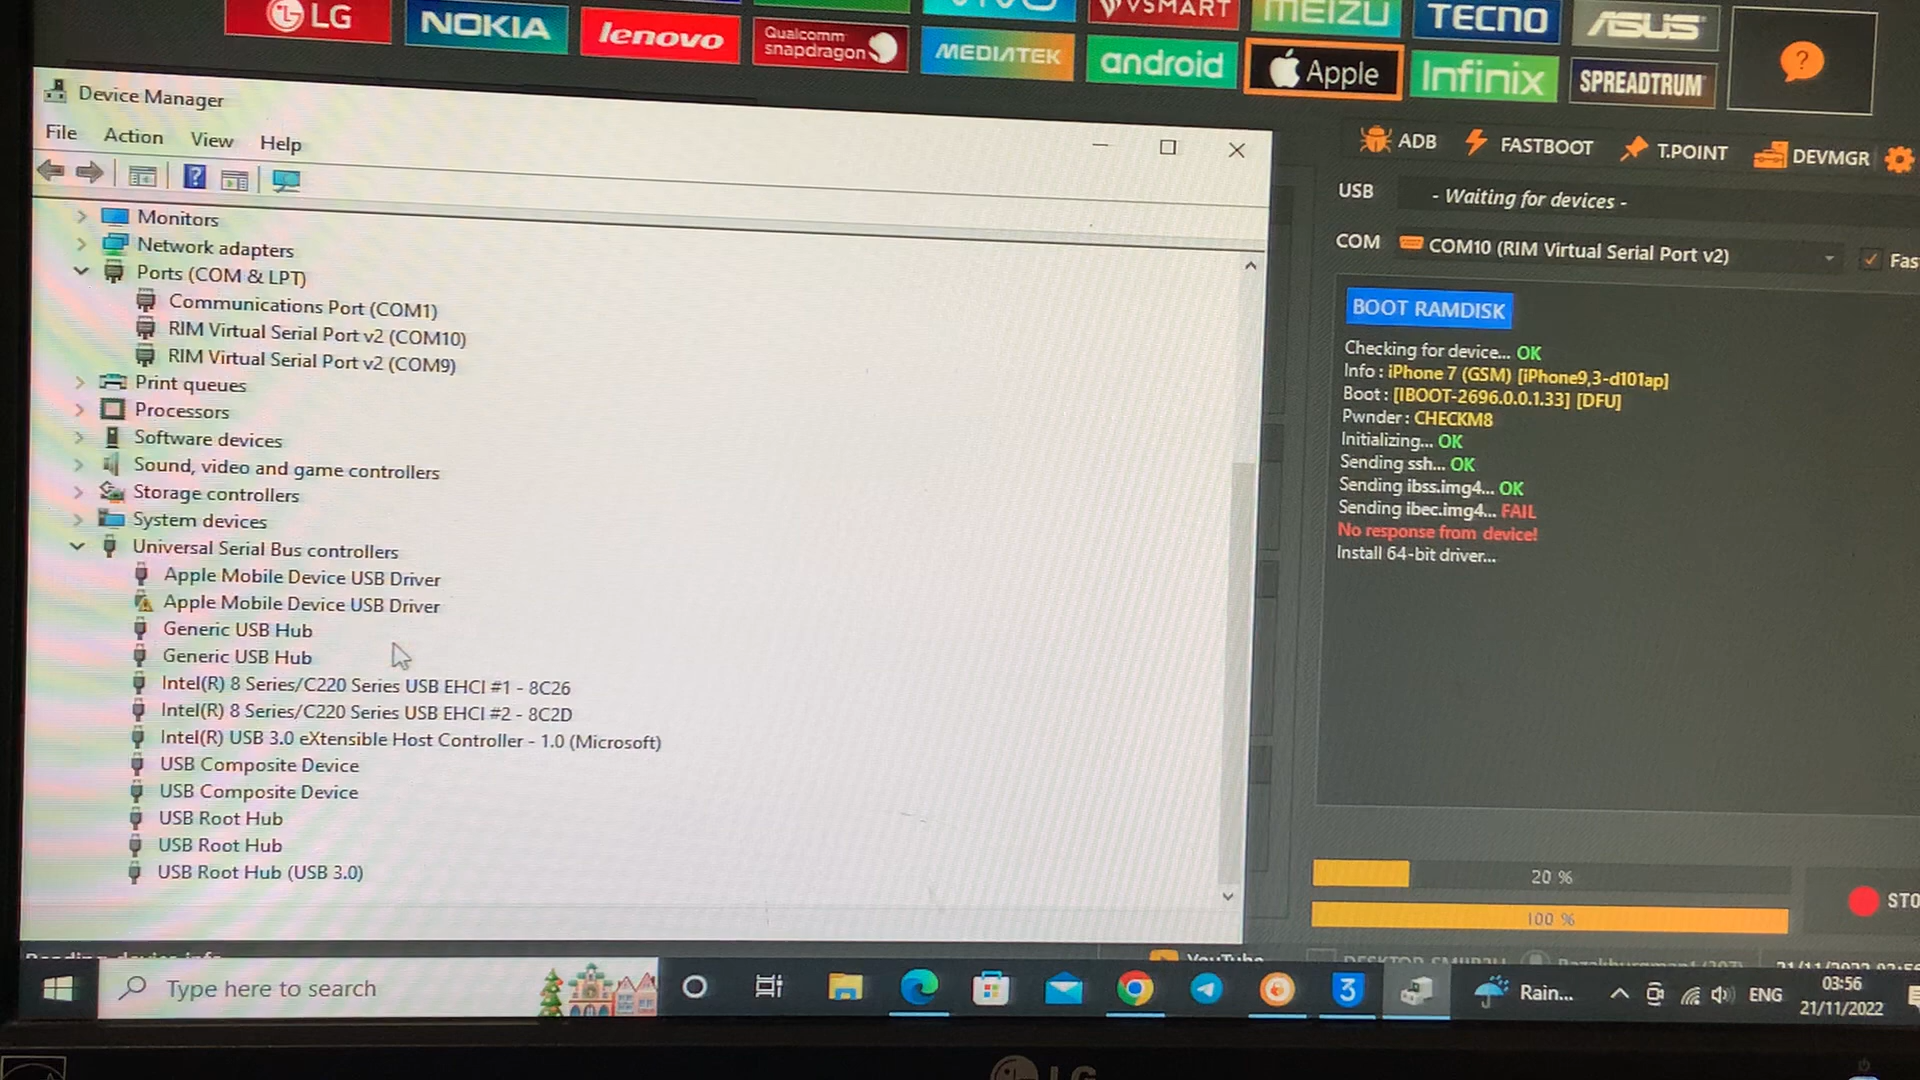 LG
NOKIA
lenovo
Qualcomm
snapdragon
VIVO
MEDIATEK
VSMART
android
MEIZU
Apple
TECNO
Infinix
ASUS
SPREADTRUM
?
Device Manager
File Action View Help
Monitors
Network adapters
Ports (COM & LPT)
Communications Port (COM1)
RIM Virtual Serial Port v2 (COM10)
RIM Virtual Serial Port v2 (COM9)
Print queues
Processors
Software devices
Sound, video and game controllers
Storage controllers
System devices
Universal Serial Bus controllers
Apple Mobile Device USB Driver
Apple Mobile Device USB Driver
Generic USB Hub
Generic USB Hub
Intel(R) 8 Series/C220 Series USB EHCI #1 - 8C26
Intel(R) 8 Series/C220 Series USB EHCI #2 - 8C2D
Intel(R) USB 3.0 eXtensible Host Controller - 1.0 (Microsoft)
USB Composite Device
USB Composite Device
USB Root Hub
USB Root Hub
USB Root Hub (USB 3.0)
ADB FASTBOOT T.POINT DEVMGR
USB - Waiting for devices -
COM COM10 (RIM Virtual Serial Port v2) Fas
BOOT RAMDISK
Checking for device... OK
Info : iPhone 7 (GSM) [iPhone9,3-d101ap]
Boot : [IBOOT-2696.0.0.1.33] [DFU]
Pwnder : CHECKM8
Initializing... OK
Sending ssh... OK
Sending ibss.img4... OK
Sending ibec.img4... FAIL
No response from device!
Install 64-bit driver...
20 %
100 %
STO
YouTube
Type here to search
3
Rain...
ENG
03:56
21/11/2022
LG